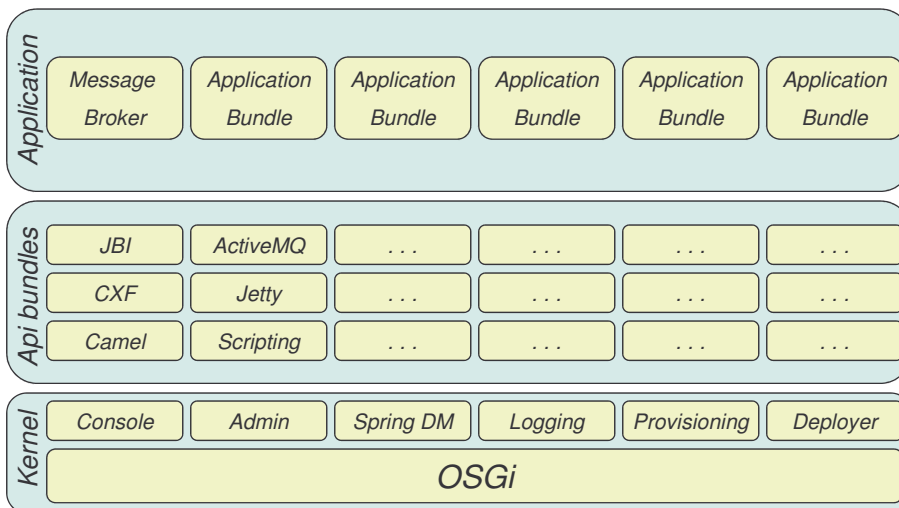 Application
Message Broker
Application Bundle
Application Bundle
Application Bundle
Application Bundle
Application Bundle
Api bundles
JBI
ActiveMQ
. . .
. . .
. . .
. . .
CXF
Jetty
. . .
. . .
. . .
. . .
Camel
Scripting
. . .
. . .
. . .
. . .
Kernel
Console
Admin
Spring DM
Logging
Provisioning
Deployer
OSGi